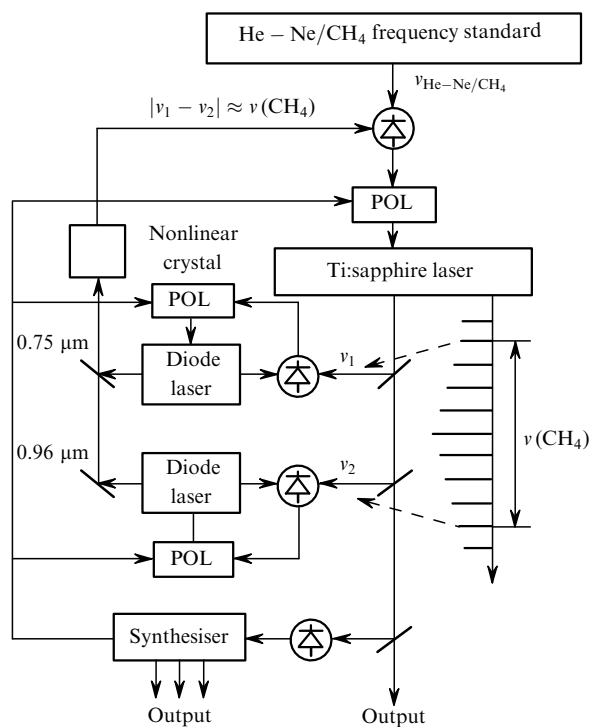 He – Ne/CH₄ frequency standard
ν_He–Ne/CH₄
|ν₁ − ν₂| ≈ ν(CH₄)
POL
Nonlinear
crystal
Ti:sapphire laser
POL
0.75 μm
Diode
laser
ν₁
ν(CH₄)
0.96 μm
Diode
laser
ν₂
POL
Synthesiser
Output
Output